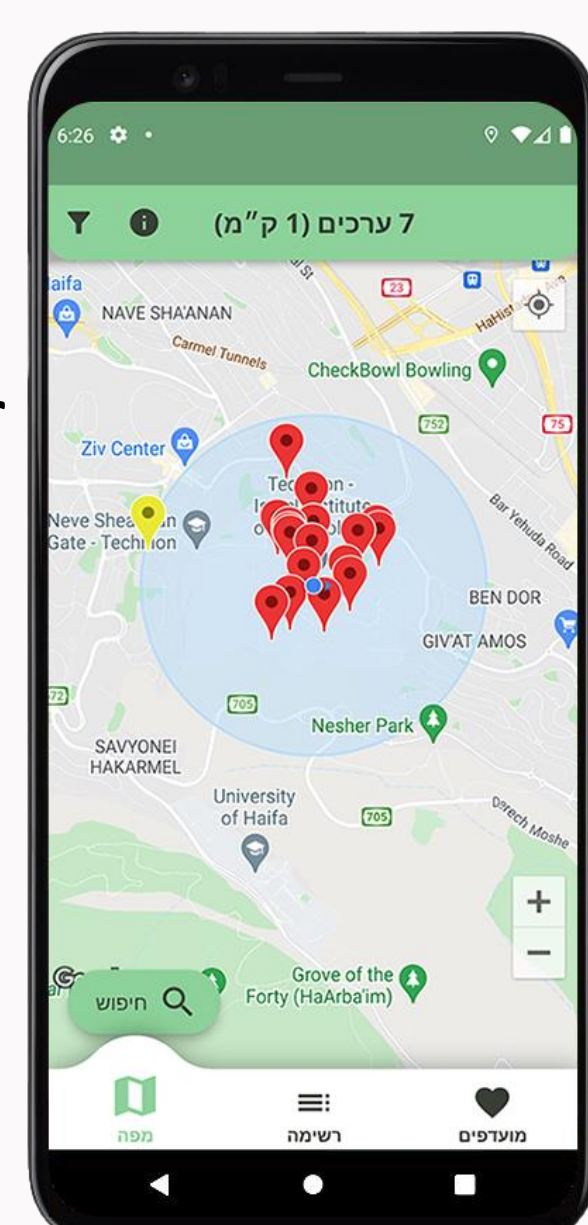 6:26
7 ערכים (1 ק״מ)
23
NAVE SHA'ANAN
Carmel Tunnels
CheckBowl Bowling
752
75
Ziv Center
Bar Yehuda Road
Gate - Technion
BEN DOR
GIV'AT AMOS
705
Nesher Park
SAVYONEI
HAKARMEL
University
of Haifa
705
Derech Moshe
Grove of the
Forty (HaArba'im)
חיפוש
מפה
רשימה
מועדפים